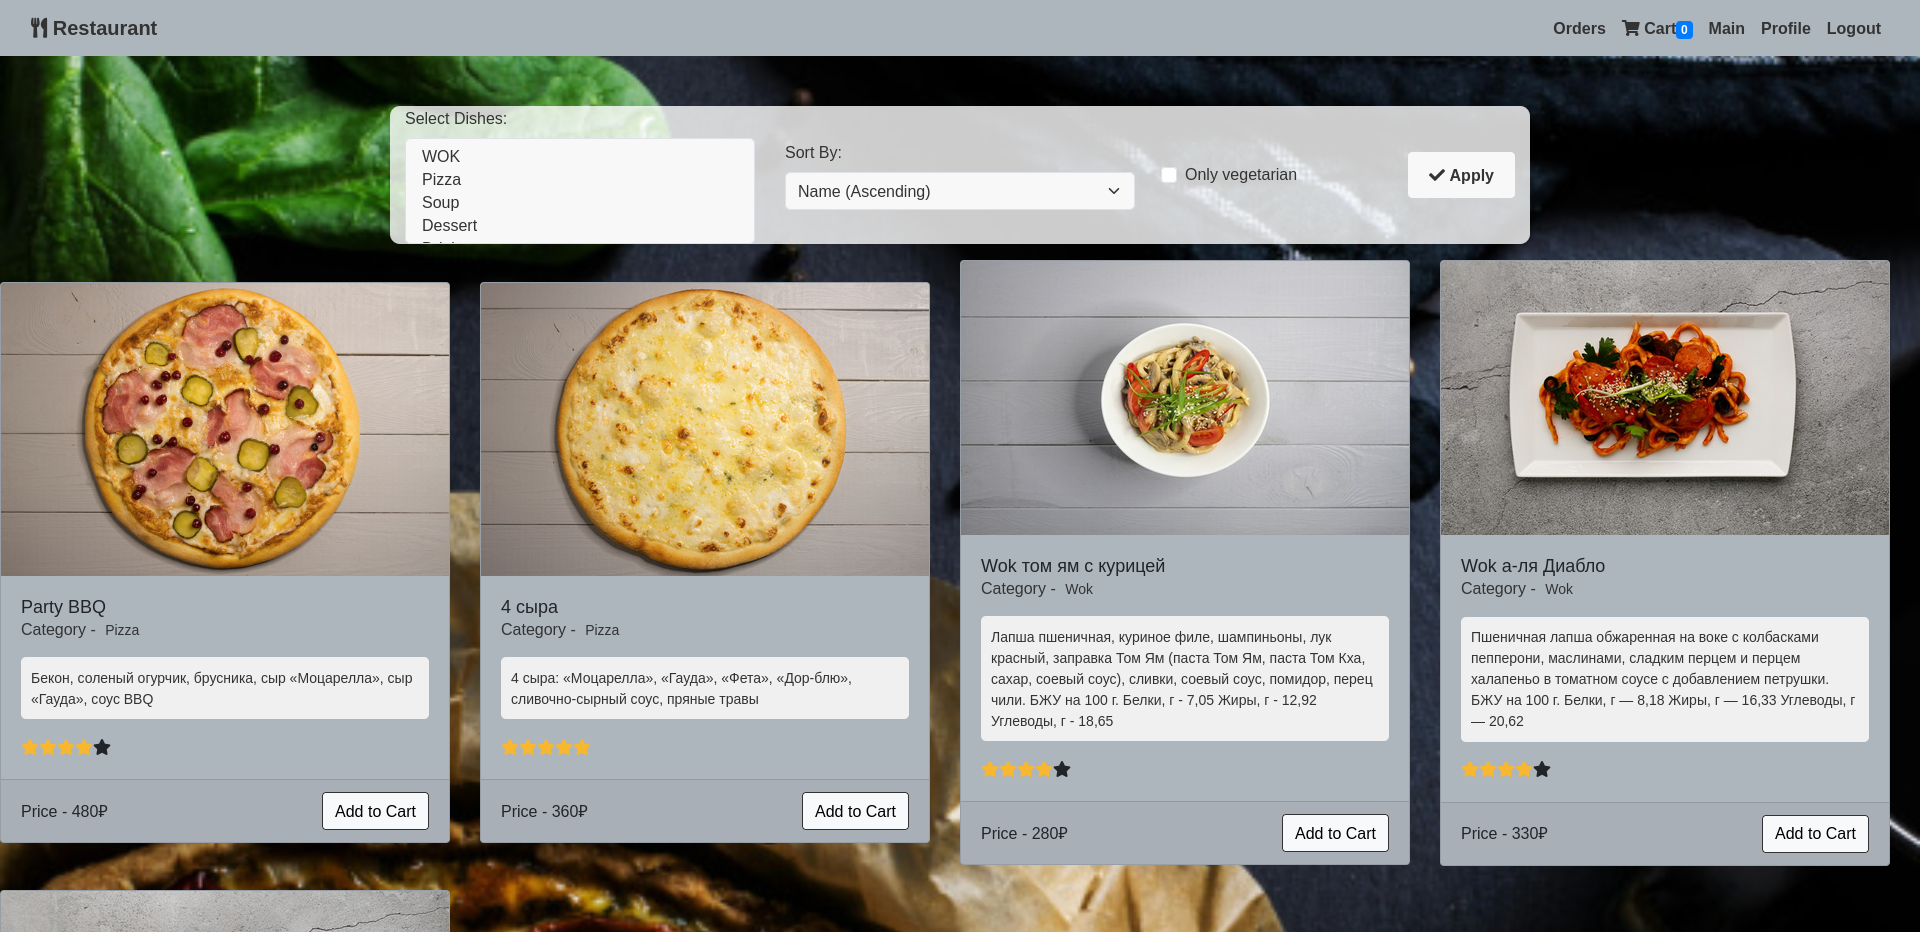 Restaurant
Orders
Cart 0
Main
Profile
Logout
Select Dishes:
WOK
Pizza
Soup
Dessert
Sort By:
Name (Ascending)
Only vegetarian
Apply
Party BBQ
Category - Pizza
Бекон, соленый огурчик, брусника, сыр «Моцарелла», сыр
«Гауда», соус BBQ
Price - 480₽
Add to Cart
4 сыра
Category - Pizza
4 сыра: «Моцарелла», «Гауда», «Фета», «Дор-блю»,
сливочно-сырный соус, пряные травы
Price - 360₽
Add to Cart
Wok том ям с курицей
Category - Wok
Лапша пшеничная, куриное филе, шампиньоны, лук
красный, заправка Том Ям (паста Том Ям, паста Том Кха,
сахар, соевый соус), сливки, соевый соус, помидор, перец
чили. БЖУ на 100 г. Белки, г - 7,05 Жиры, г - 12,92
Углеводы, г - 18,65
Price - 280₽
Add to Cart
Wok а-ля Диабло
Category - Wok
Пшеничная лапша обжаренная на воке с колбасками
пепперони, маслинами, сладким перцем и перцем
халапеньо в томатном соусе с добавлением петрушки.
БЖУ на 100 г. Белки, г — 8,18 Жиры, г — 16,33 Углеводы, г
— 20,62
Price - 330₽
Add to Cart